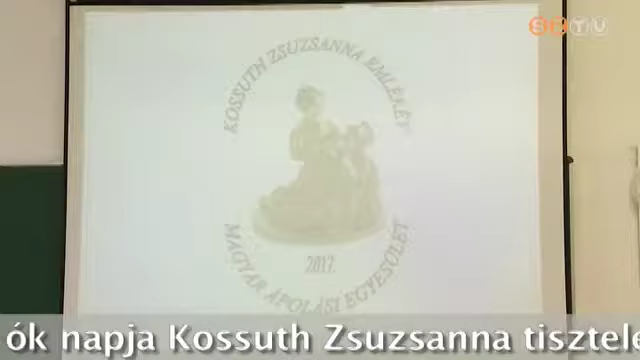 SZTV
KOSSUTH ZSUZSANNA EMLÉKÉV
2017.
MAGYAR ÁPOLÁSI EGYESÜLET
ók napja Kossuth Zsuzsanna tisztele